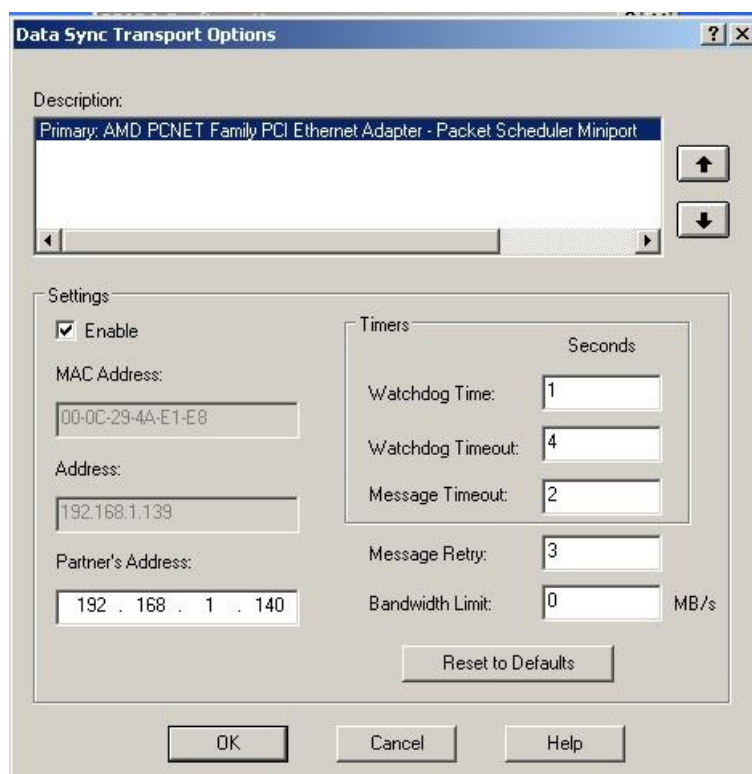 Data Sync Transport Options
Description:
Primary: AMD PCNET Family PCI Ethernet Adapter - Packet Scheduler Miniport
Settings
Enable
MAC Address:
00-0C-29-4A-E1-E8
Address:
192.168.1.139
Partner's Address:
192 . 168 . 1 . 140
Timers
Seconds
Watchdog Time: 1
Watchdog Timeout: 4
Message Timeout: 2
Message Retry: 3
Bandwidth Limit: 0 MB/s
Reset to Defaults
OK Cancel Help